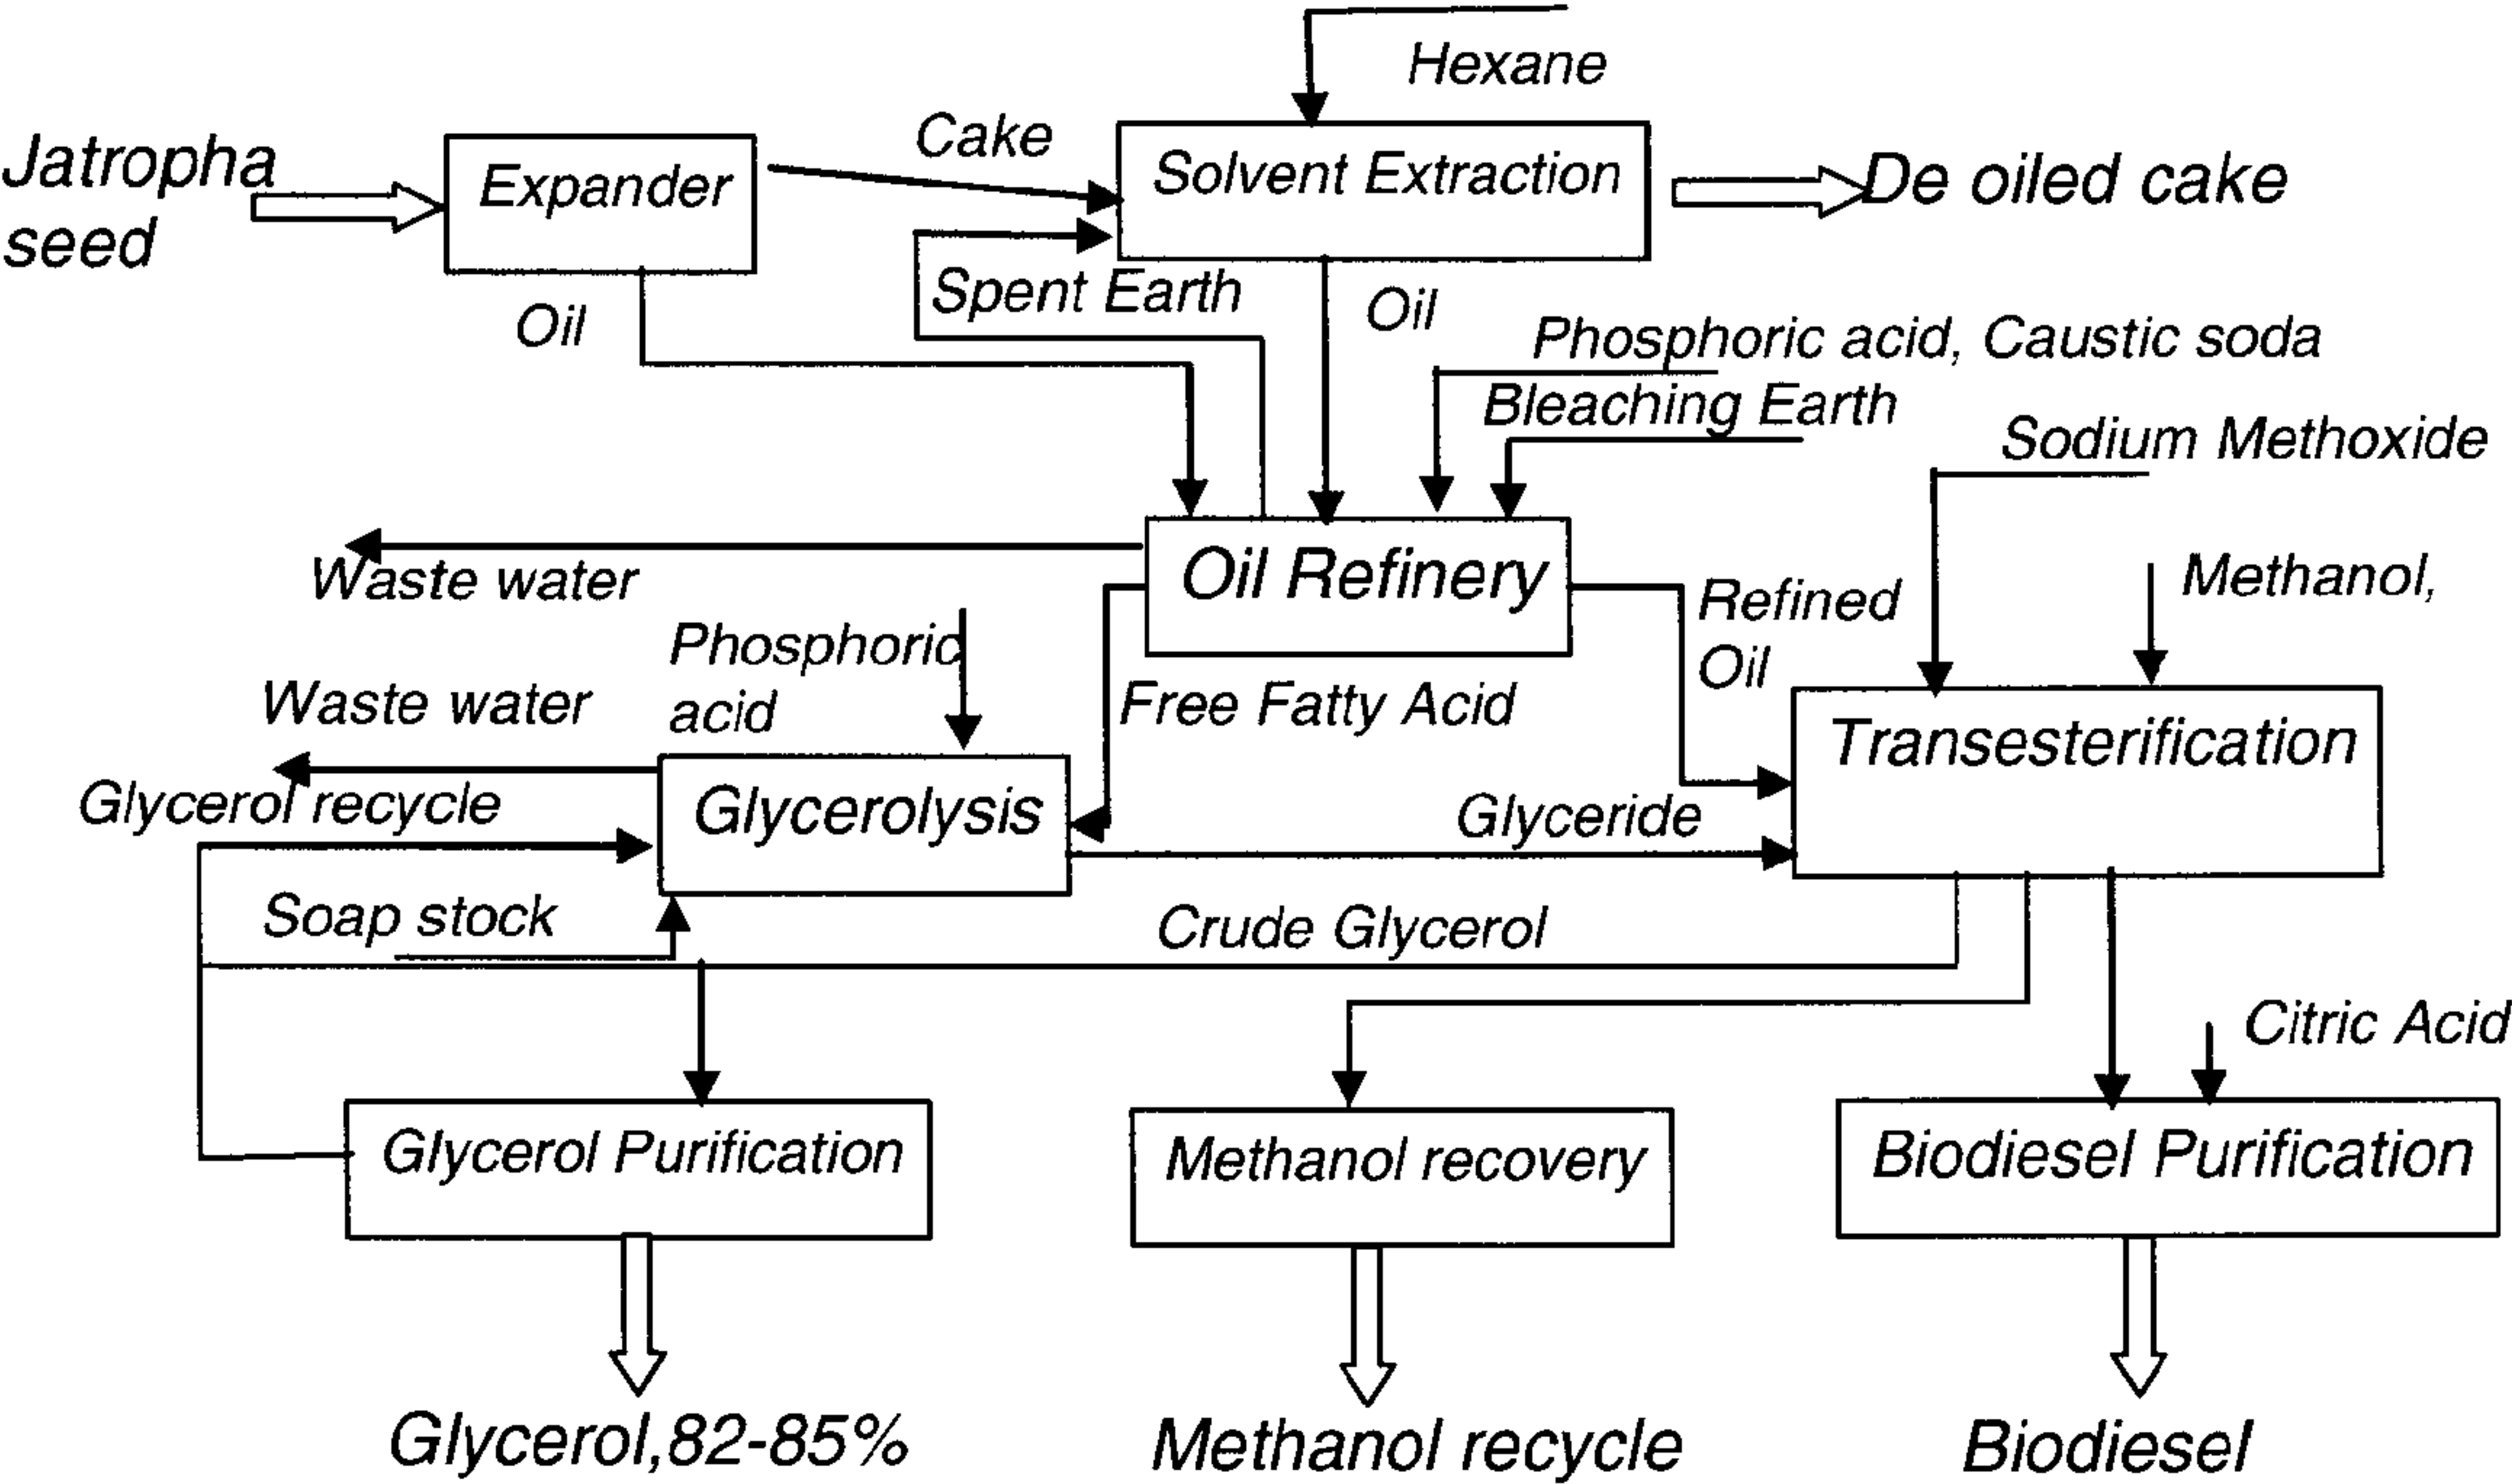 Hexane
Cake
Jatropha
seed
Expander
Solvent Extraction
De oiled cake
Spent Earth
Oil
Oil
Phosphoric acid, Caustic soda
Bleaching Earth
Sodium Methoxide
Waste water
Oil Refinery
Methanol,
Refined
Oil
Phosphoric
acid
Waste water
Free Fatty Acid
Transesterification
Glycerol recycle
Glycerolysis
Glyceride
Soap stock
Crude Glycerol
Citric Acid
Glycerol Purification
Methanol recovery
Biodiesel Purification
Glycerol,82-85%
Methanol recycle
Biodiesel